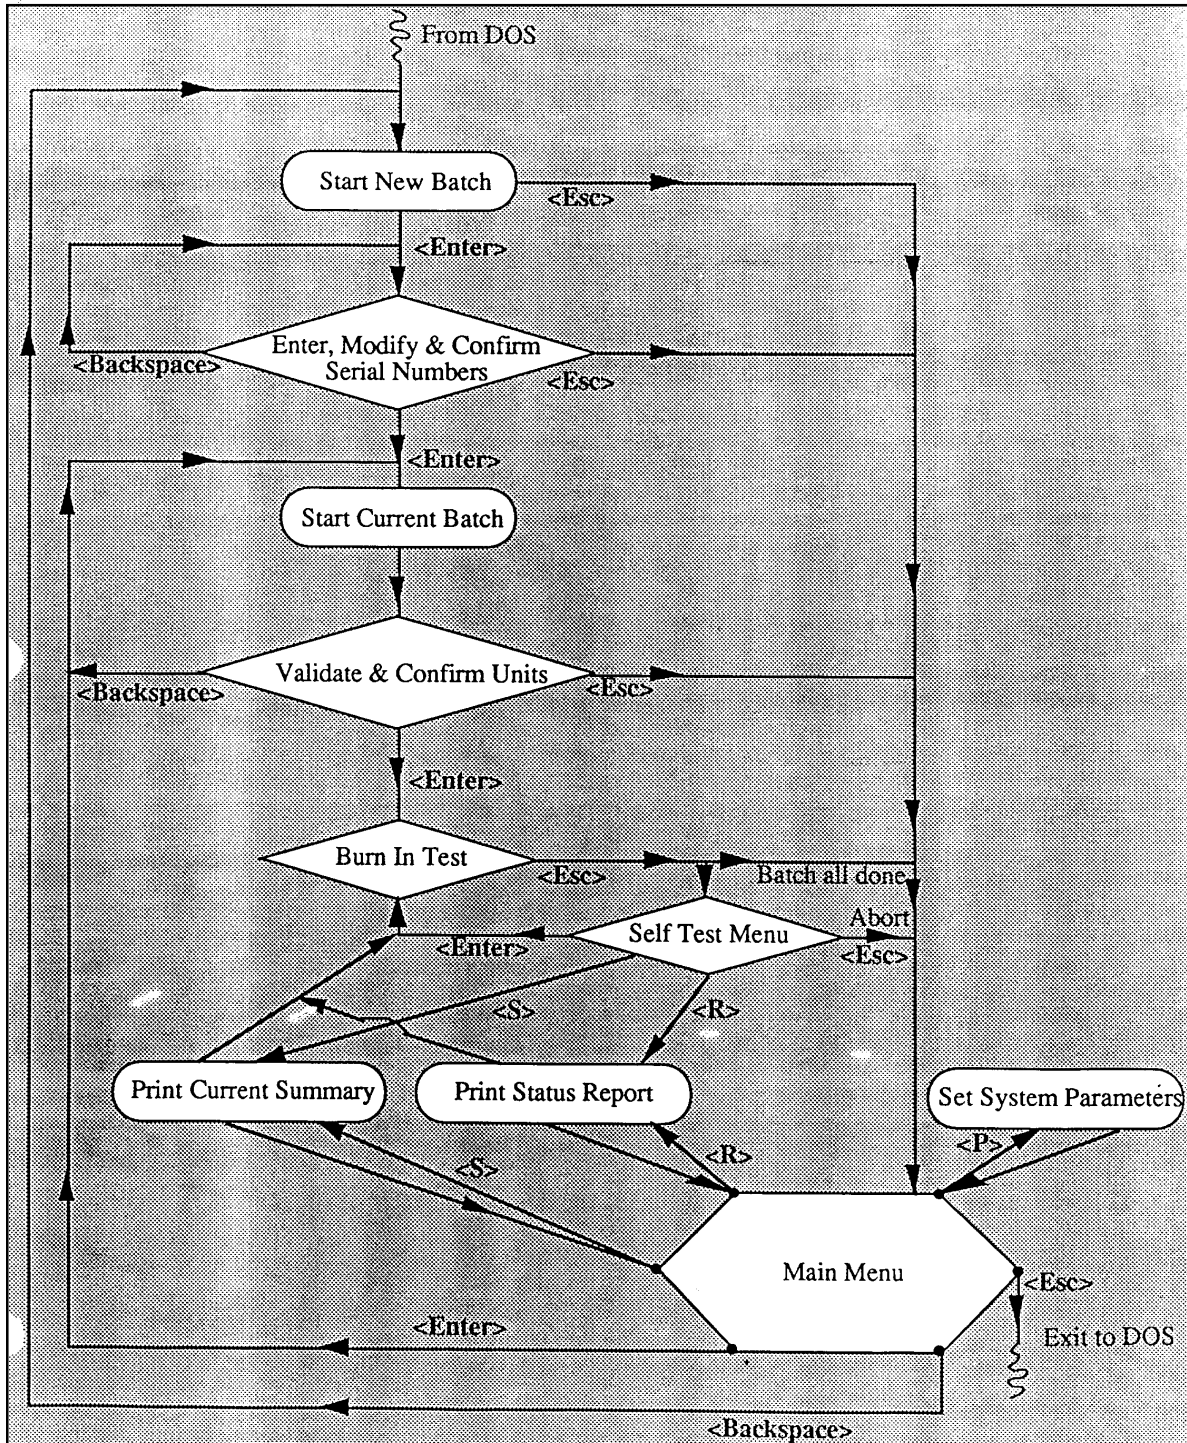 From DOS
Start New Batch
<Esc>
<Enter>
Enter, Modify & Confirm
Serial Numbers
<Backspace>
<Esc>
<Enter>
Start Current Batch
Validate & Confirm Units
<Backspace>
<Esc>
<Enter>
Burn In Test
<Esc>
Batch all done
Self Test Menu
Abort
<Enter>
<Esc>
<S>
<R>
Print Current Summary
Print Status Report
Set System Parameters
<P>
<R>
<S>
Main Menu
<Esc>
<Enter>
Exit to DOS
<Backspace>